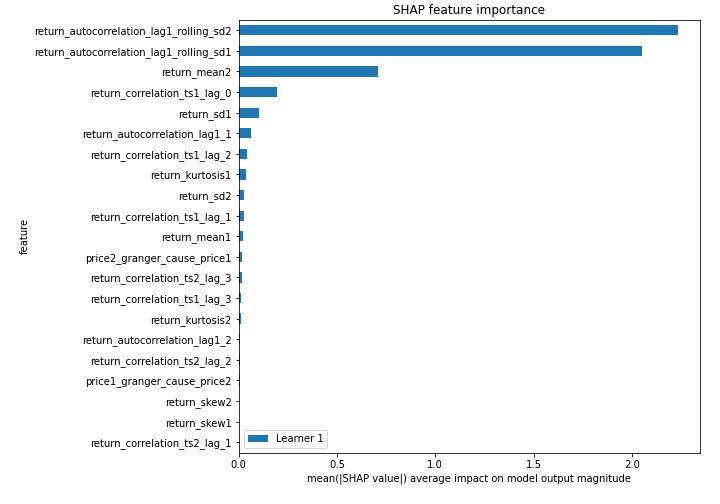 SHAP feature importance
return_autocorrelation_lag1_rolling_sd2
return_autocorrelation_lag1_rolling_sd1
return_mean2
return_correlation_ts1_lag_0
return_sd1
return_autocorrelation_lag1_1
return_correlation_ts1_lag_2
return_kurtosis1
return_sd2
return_correlation_ts1_lag_1
return_mean1
price2_granger_cause_price1
return_correlation_ts2_lag_3
return_correlation_ts1_lag_3
return_kurtosis2
return_autocorrelation_lag1_2
return_correlation_ts2_lag_2
price1_granger_cause_price2
return_skew2
return_skew1
return_correlation_ts2_lag_1
feature
Learner 1
0.0 0.5 1.0 1.5 2.0
mean(|SHAP value|) average impact on model output magnitude